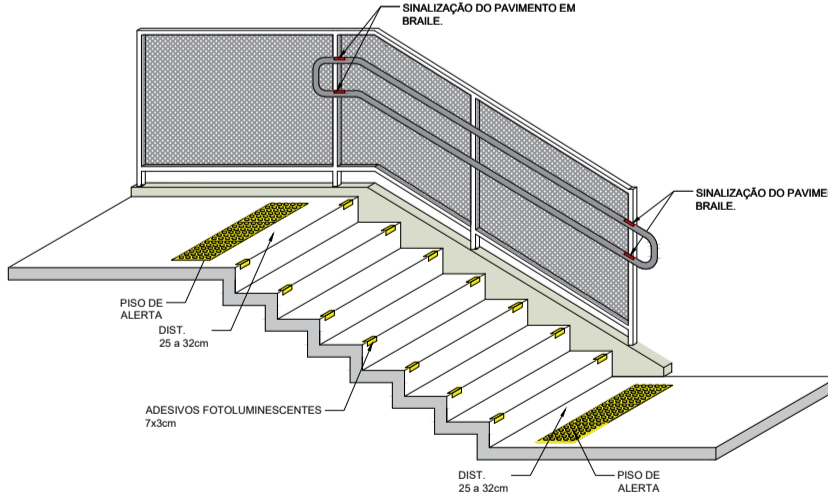 SINALIZAÇÃO DO PAVIMENTO EM
BRAILE.
SINALIZAÇÃO DO PAVIME
BRAILE.
PISO DE
ALERTA
DIST.
25 a 32cm
ADESIVOS FOTOLUMINESCENTES
7x3cm
DIST.
25 a 32cm
PISO DE
ALERTA